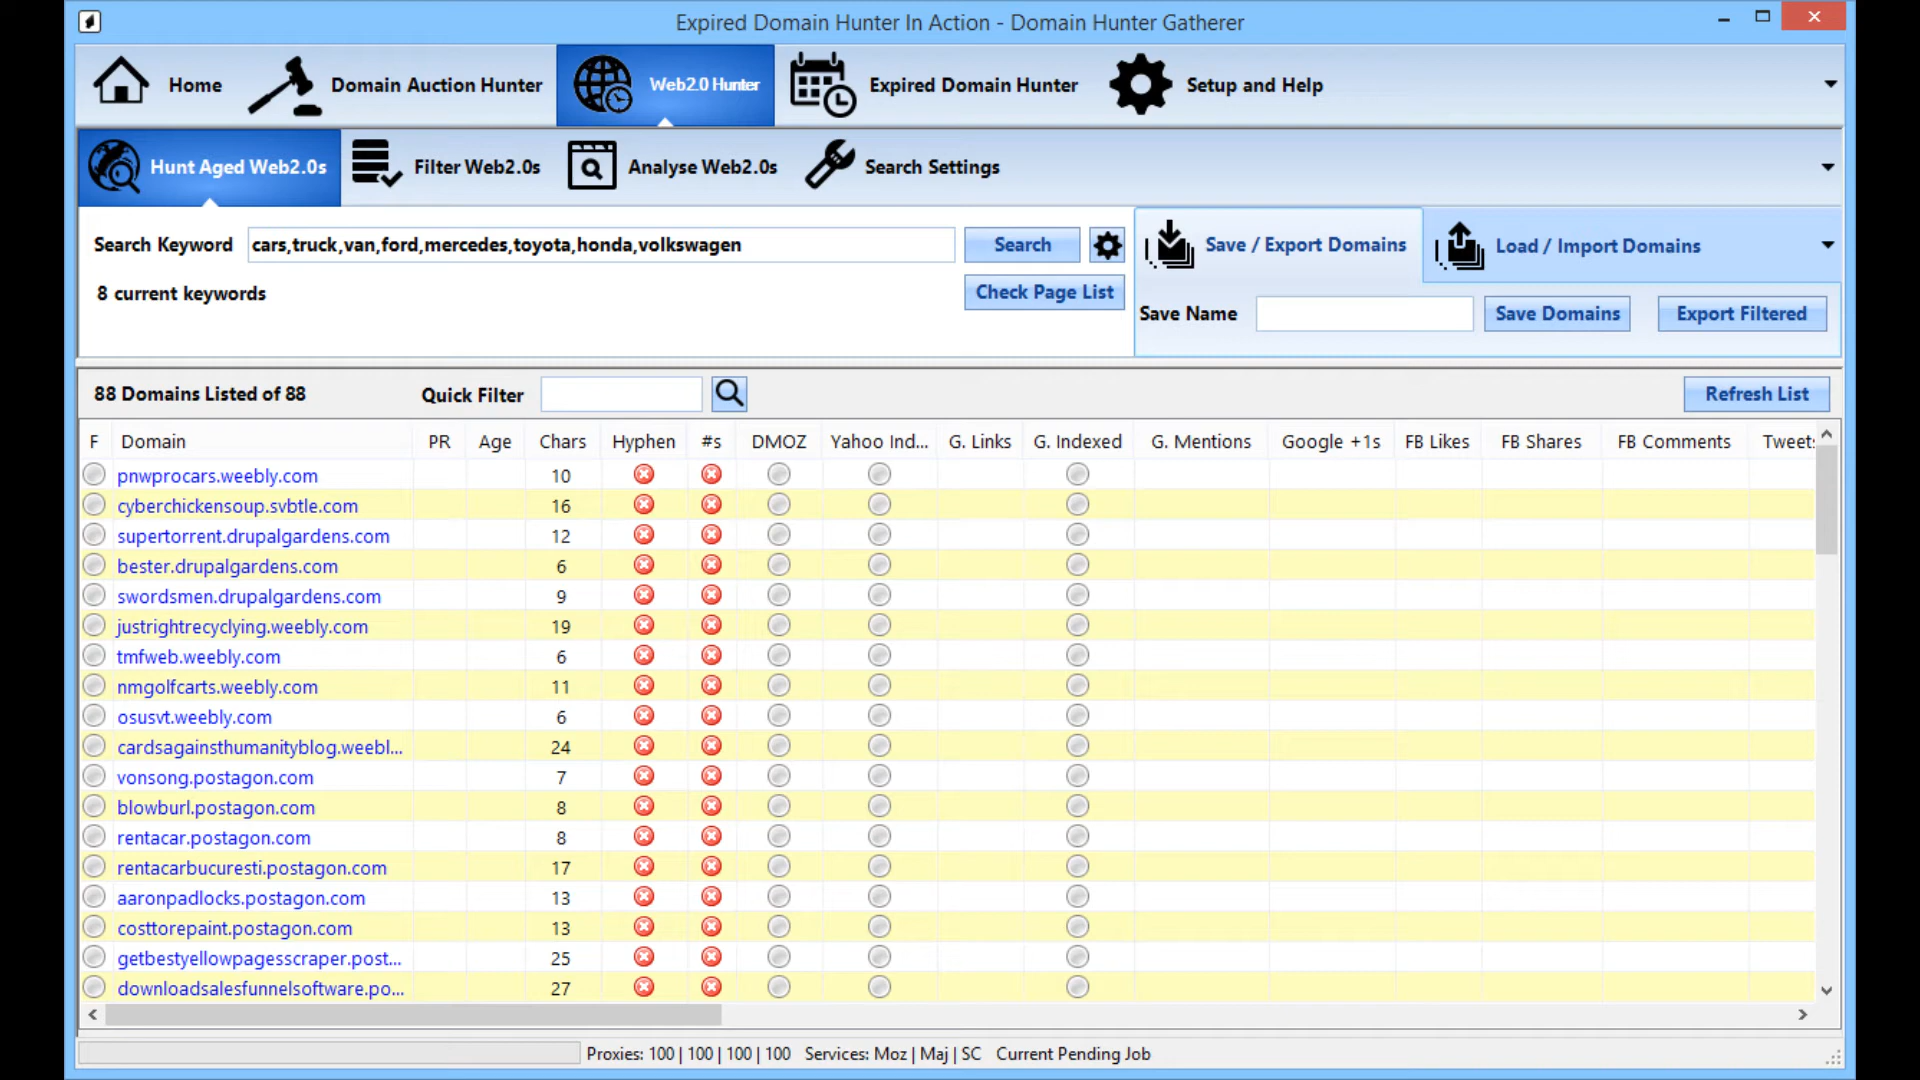 Expired Domain Hunter In Action - Domain Hunter Gatherer
Home Domain Auction Hunter Web2.0 Hunter Expired Domain Hunter Setup and Help
Hunt Aged Web2.0s Filter Web2.0s Analyse Web2.0s Search Settings
Search Keyword cars,truck,van,ford,mercedes,toyota,honda,volkswagen Search Save / Export Domains Load / Import Domains
8 current keywords Check Page List Save Name Save Domains Export Filtered
88 Domains Listed of 88 Quick Filter Refresh List
F Domain PR Age Chars Hyphen #s DMOZ Yahoo Ind... G. Links G. Indexed G. Mentions Google +1s FB Likes FB Shares FB Comments Tweets
pnwprocars.weebly.com 10
cyberchickensoup.svbtle.com 16
supertorrent.drupalgardens.com 12
bester.drupalgardens.com 6
swordsmen.drupalgardens.com 9
justrightrecyclying.weebly.com 19
tmfweb.weebly.com 6
nmgolfcarts.weebly.com 11
osusvt.weebly.com 6
cardsagainsthumanityblog.weebl... 24
vonsong.postagon.com 7
blowburl.postagon.com 8
rentacar.postagon.com 8
rentacarbucuresti.postagon.com 17
aaronpadlocks.postagon.com 13
costtorepaint.postagon.com 13
getbestyellowpagesscraper.post... 25
downloadsalesfunnelsoftware.po... 27
Proxies: 100 | 100 | 100 | 100 Services: Moz | Maj | SC Current Pending Job